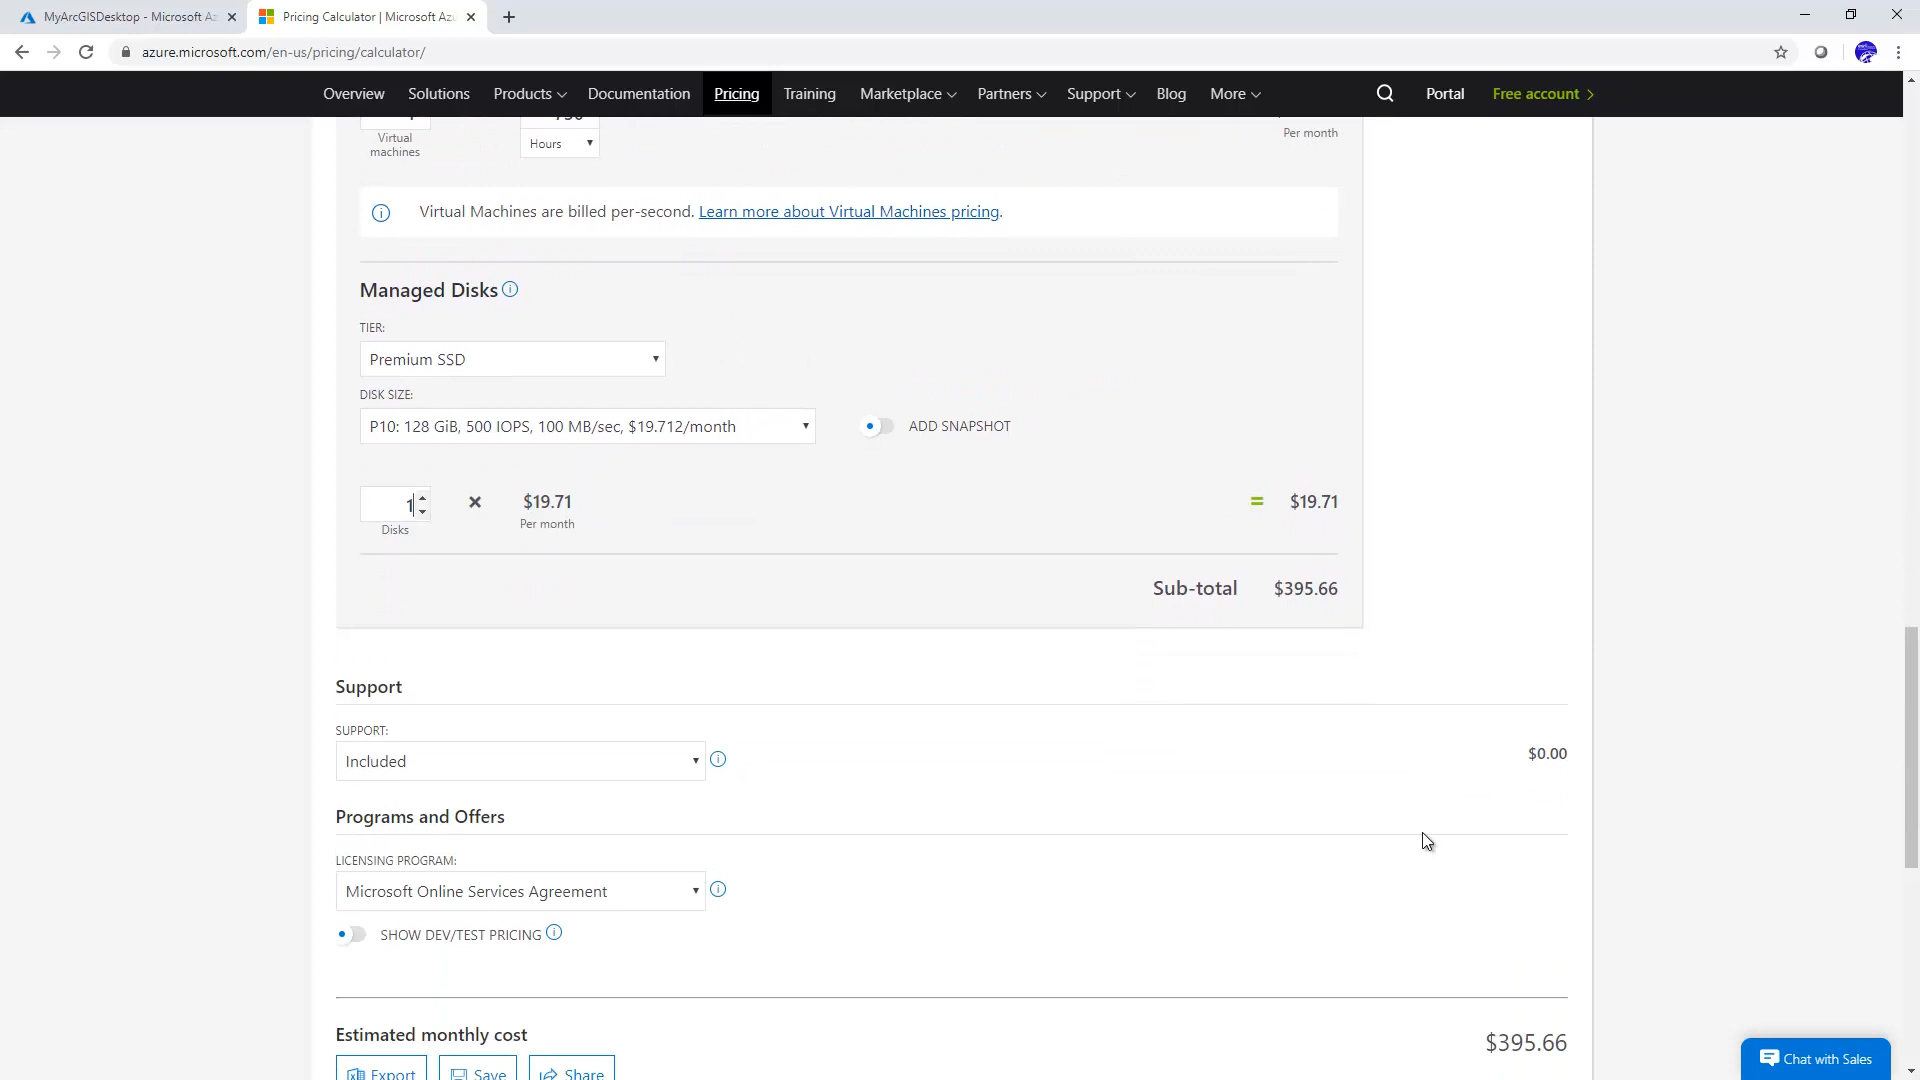 MyArcGISDesktop - Microsoft Az
Pricing Calculator | Microsoft Azu
azure.microsoft.com/en-us/pricing/calculator/
Overview Solutions Products Documentation Pricing Training Marketplace Partners Support Blog More Portal Free account
Virtual
machines
Hours
Per month
Virtual Machines are billed per-second. Learn more about Virtual Machines pricing.
Managed Disks
TIER:
Premium SSD
DISK SIZE:
P10: 128 GiB, 500 IOPS, 100 MB/sec, $19.712/month
ADD SNAPSHOT
1 × $19.71 = $19.71
Disks Per month
Sub-total $395.66
Support
SUPPORT:
Included
$0.00
Programs and Offers
LICENSING PROGRAM:
Microsoft Online Services Agreement
SHOW DEV/TEST PRICING
Estimated monthly cost
$395.66
Export Save Share
Chat with Sales